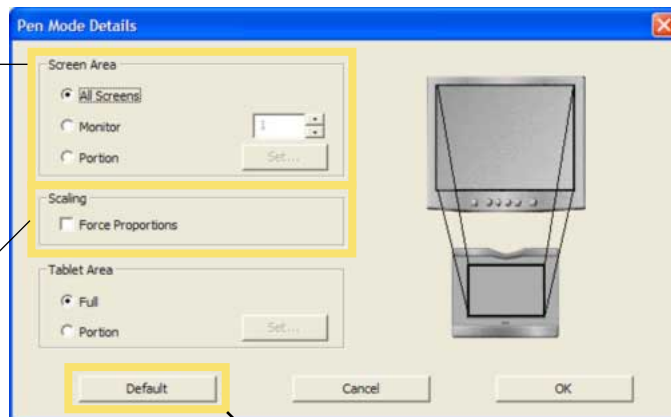 Pen Mode Details
Screen Area
All Screens
Monitor
1
Portion
Set...
Scaling
Force Proportions
Tablet Area
Full
Portion
Set...
Default
Cancel
OK